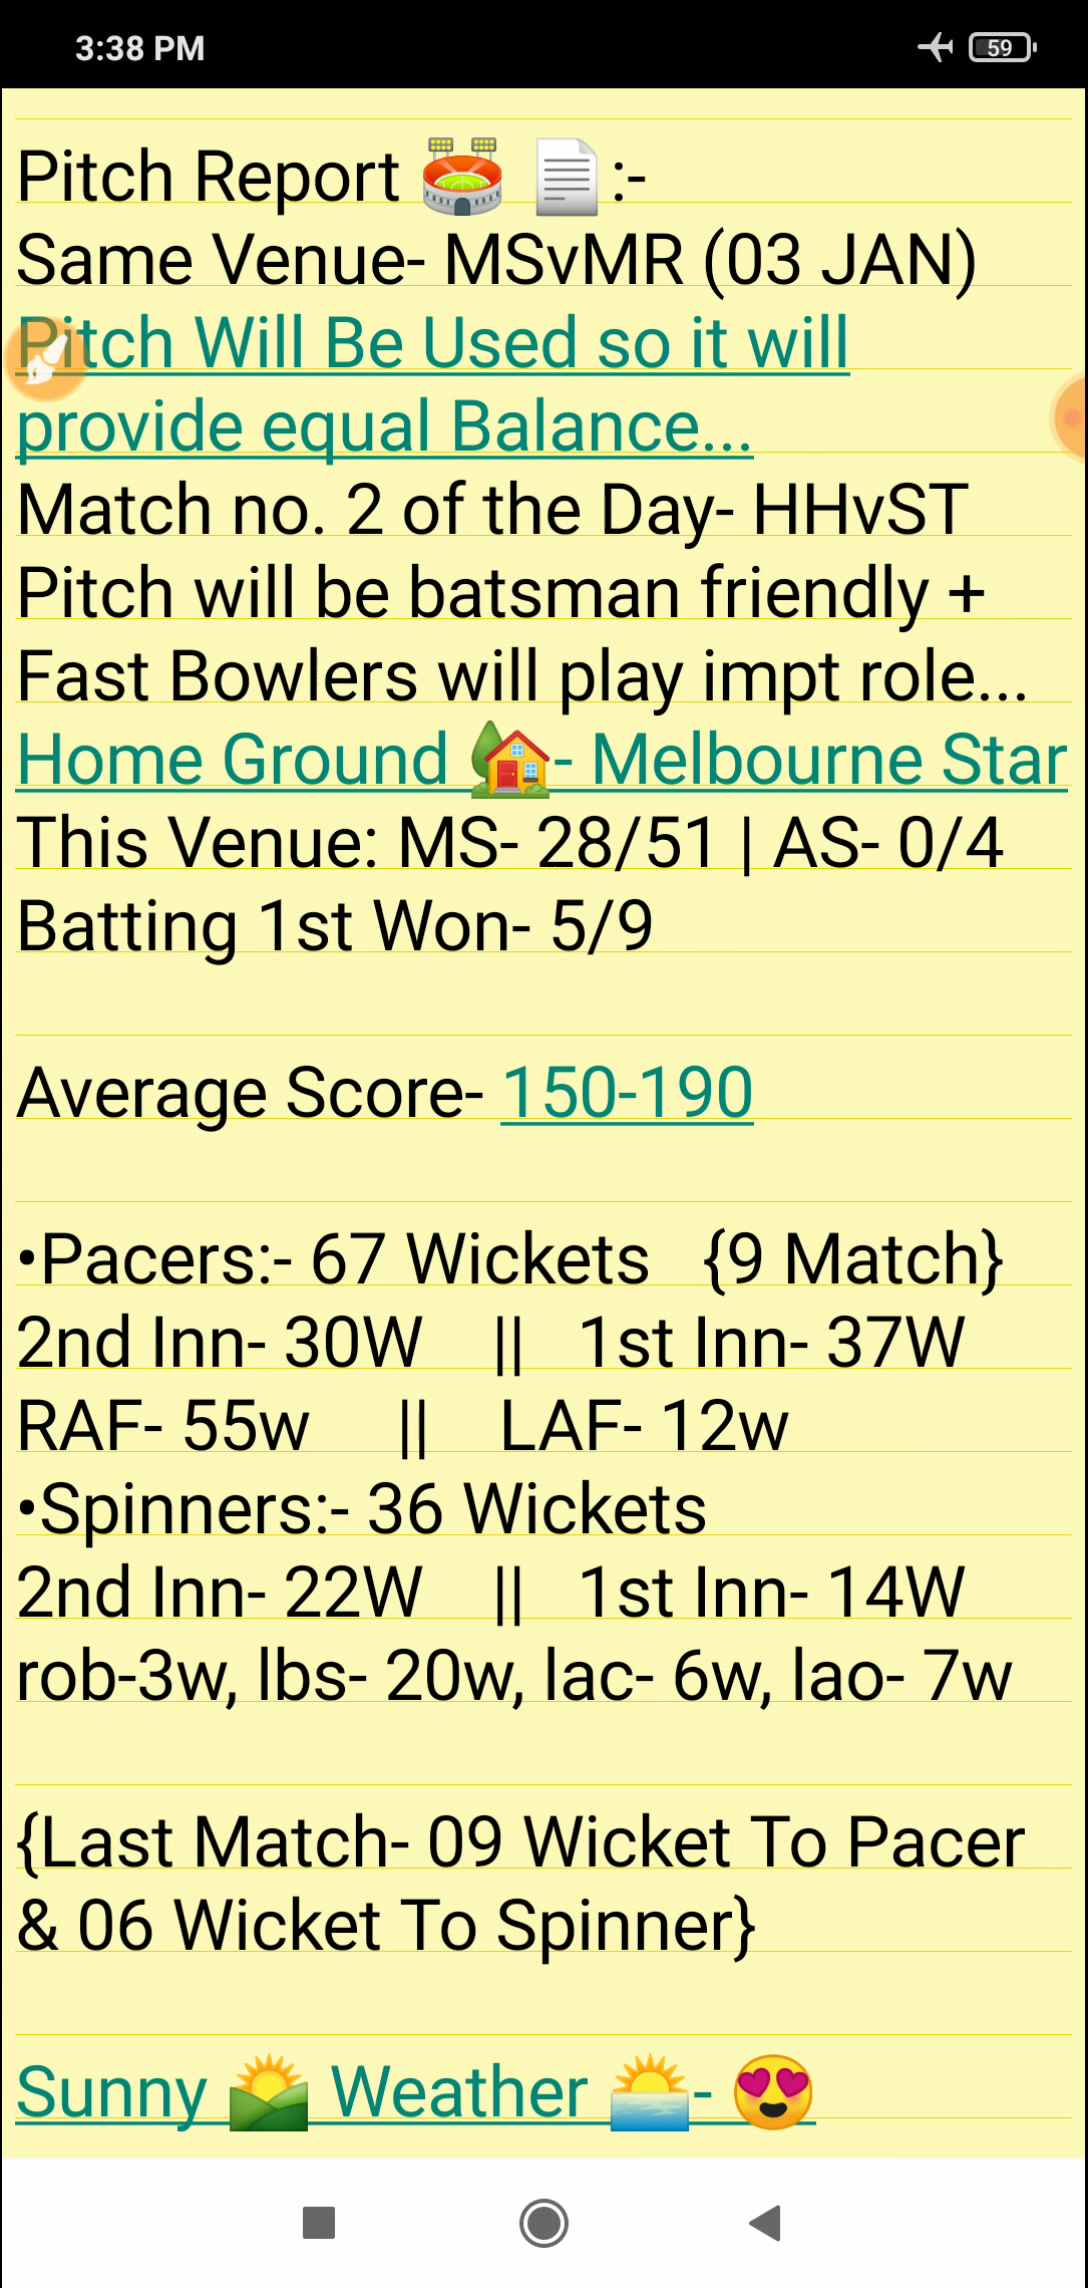 3:38 PM
59
Pitch Report 🏟️ 📄:-
Same Venue- MSvMR (03 JAN)
Pitch Will Be Used so it will
provide equal Balance...
Match no. 2 of the Day- HHvST
Pitch will be batsman friendly +
Fast Bowlers will play impt role...
Home Ground 🏡- Melbourne Star
This Venue: MS- 28/51 | AS- 0/4
Batting 1st Won- 5/9
Average Score- 150-190
•Pacers:- 67 Wickets {9 Match}
2nd Inn- 30W || 1st Inn- 37W
RAF- 55w || LAF- 12w
•Spinners:- 36 Wickets
2nd Inn- 22W || 1st Inn- 14W
rob-3w, lbs- 20w, lac- 6w, lao- 7w
{Last Match- 09 Wicket To Pacer
& 06 Wicket To Spinner}
Sunny 🌄 Weather 🌅- 😍